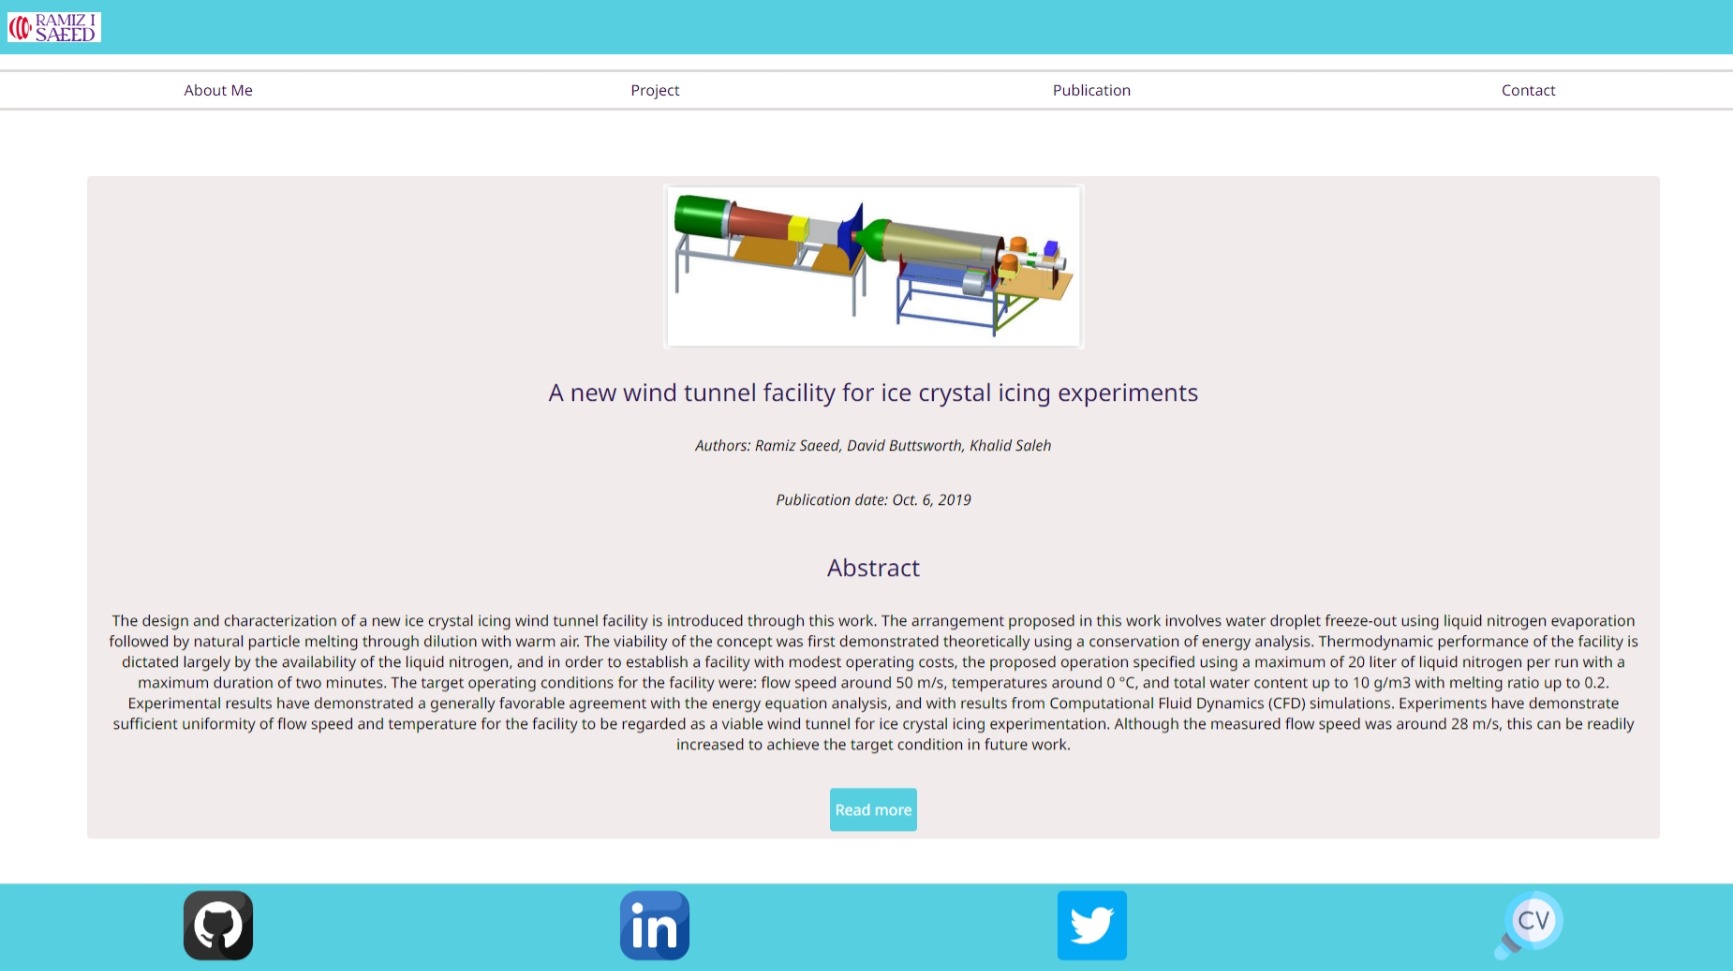 RAMIZ I
SAEED
About Me
Project
Publication
Contact
A new wind tunnel facility for ice crystal icing experiments
Authors: Ramiz Saeed, David Buttsworth, Khalid Saleh
Publication date: Oct. 6, 2019
Abstract
The design and characterization of a new ice crystal icing wind tunnel facility is introduced through this work. The arrangement proposed in this work involves water droplet freeze-out using liquid nitrogen evaporation
followed by natural particle melting through dilution with warm air. The viability of the concept was first demonstrated theoretically using a conservation of energy analysis. Thermodynamic performance of the facility is
dictated largely by the availability of the liquid nitrogen, and in order to establish a facility with modest operating costs, the proposed operation specified using a maximum of 20 liter of liquid nitrogen per run with a
maximum duration of two minutes. The target operating conditions for the facility were: flow speed around 50 m/s, temperatures around 0 °C, and total water content up to 10 g/m3 with melting ratio up to 0.2.
Experimental results have demonstrated a generally favorable agreement with the energy equation analysis, and with results from Computational Fluid Dynamics (CFD) simulations. Experiments have demonstrate
sufficient uniformity of flow speed and temperature for the facility to be regarded as a viable wind tunnel for ice crystal icing experimentation. Although the measured flow speed was around 28 m/s, this can be readily
increased to achieve the target condition in future work.
Read more
in
CV